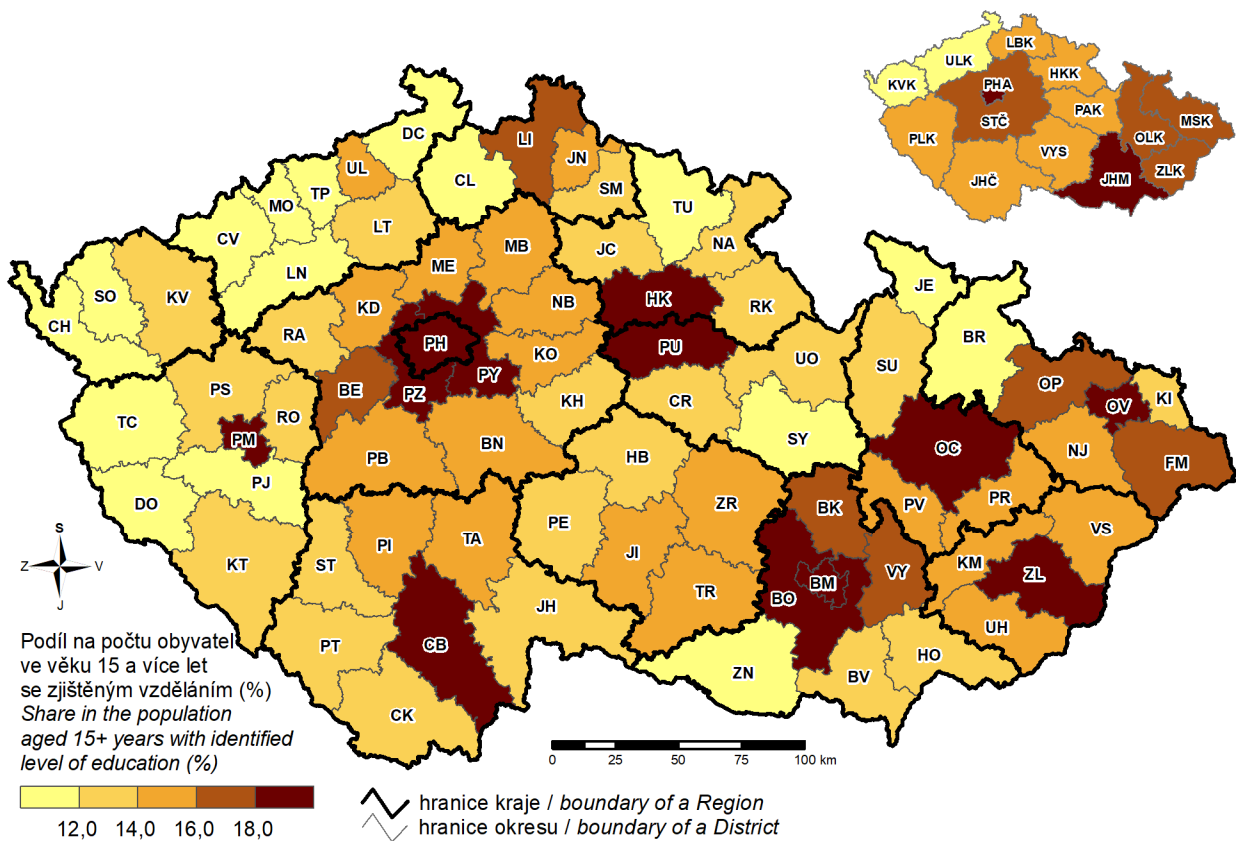 LBK
ULK
HKK
KVK
PHA
PAK
STČ
MSK
OLK
PLK
VYS
ZLK
JHM
JHČ
DC
LI
UL
JN
CL
TP
SM
MO
TU
LT
CV
NA
MB
JC
ME
LN
JE
SO
KV
KD
NB
HK
RK
CH
RA
BR
PH
PU
KO
UO
SU
PY
OP
PS
BE
PZ
KI
OV
RO
KH
CR
TC
PM
SY
OC
BN
HB
NJ
PB
FM
PJ
DO
ZR
PR
BK
PV
VS
PE
TA
PI
JI
KM
ST
KT
VY
ZL
BM
TR
BO
JH
UH
CB
PT
HO
ZN
BV
CK
S
Z V
J
Podíl na počtu obyvatel
ve věku 15 a více let
se zjištěným vzděláním (%)
Share in the population
aged 15+ years with identified
level of education (%)
12,0 14,0 16,0 18,0
0 25 50 75 100 km
hranice kraje / boundary of a Region
hranice okresu / boundary of a District